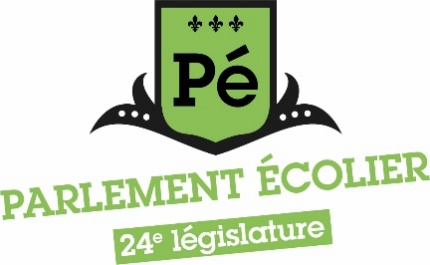 Pé
PARLEMENT ÉCOLIER
24e législature